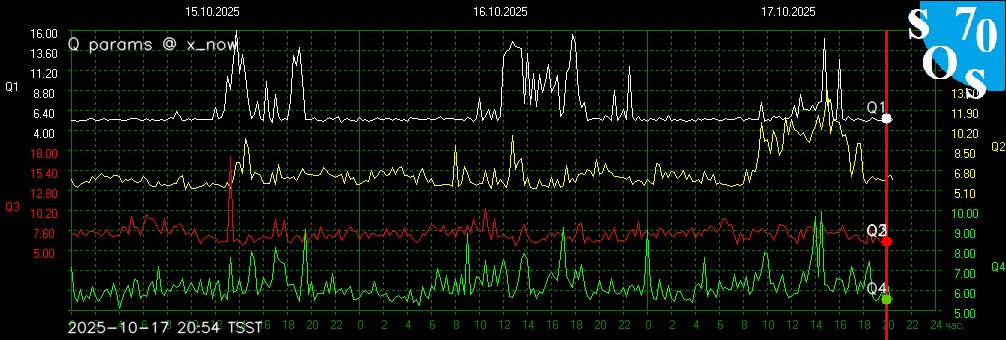 15.10.2025 16.10.2025 17.10.2025
SOS 70
Q params @ x_now
Q1
16.00
13.60
11.20
8.80
6.40
4.00
Q3
18.00
15.40
12.80
10.20
7.60
5.00
Q1
Q2
Q4
11.90
10.20
8.50
6.80
5.10
Q2
10.00
9.00
8.00
7.00
6.00
5.00
Q4
2025-10-17 20:54 TSST
18 20 22 0 2 4 6 8 10 12 14 16 18 20 22 0 2 4 6 8 10 12 14 16 18 20 22 24 час.